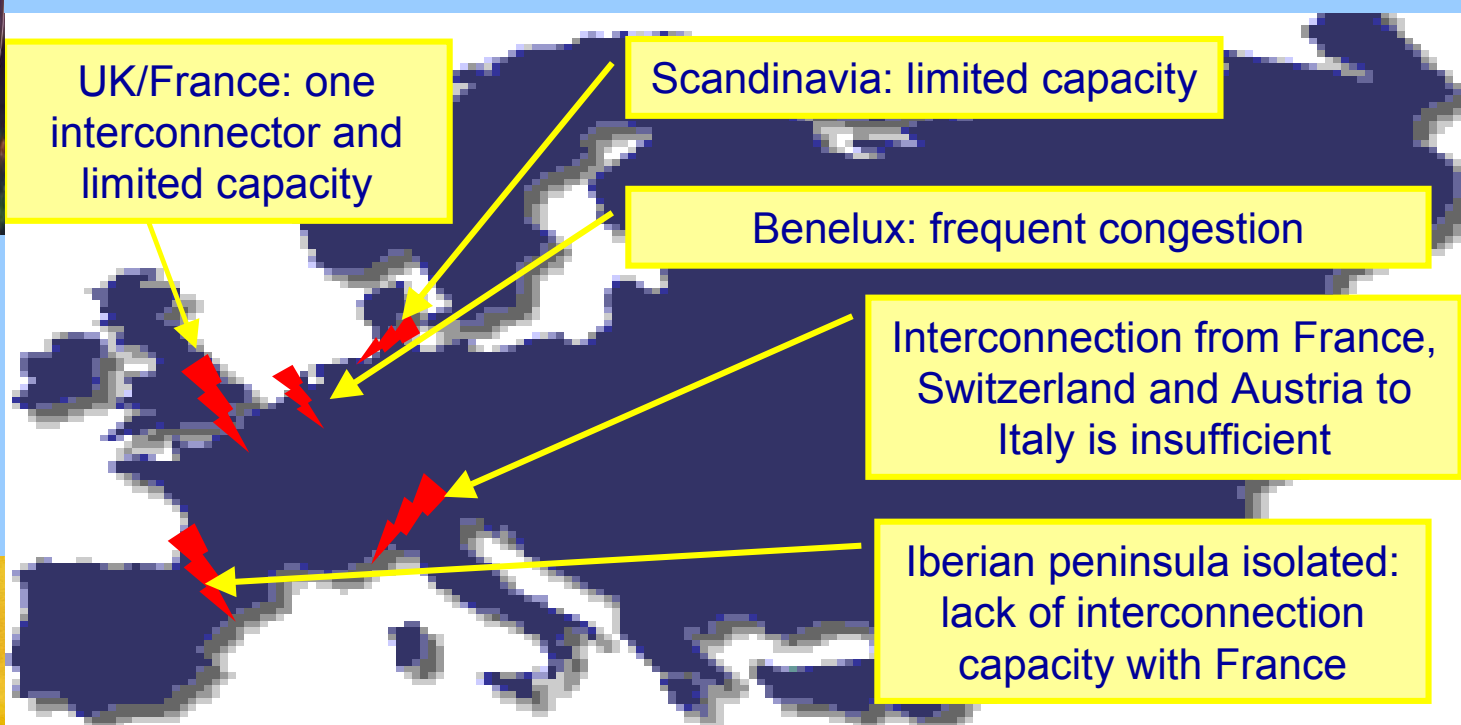 UK/France: one
interconnector and
limited capacity
Scandinavia: limited capacity
Benelux: frequent congestion
Interconnection from France,
Switzerland and Austria to
Italy is insufficient
Iberian peninsula isolated:
lack of interconnection
capacity with France